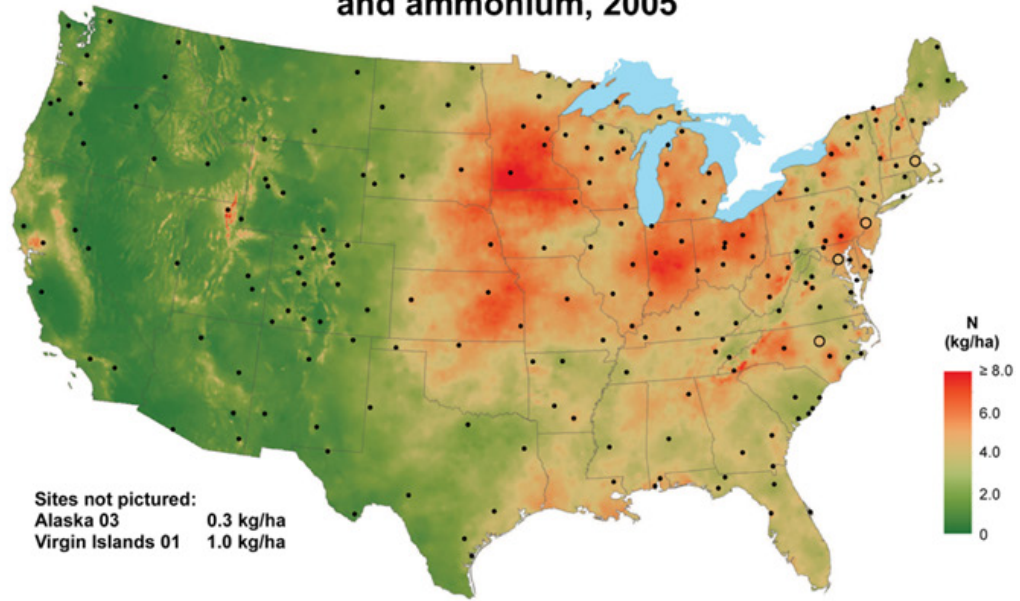 and ammonium, 2005
N
(kg/ha)
≥ 8.0
6.0
4.0
2.0
0
Sites not pictured:
Alaska 03 0.3 kg/ha
Virgin Islands 01 1.0 kg/ha